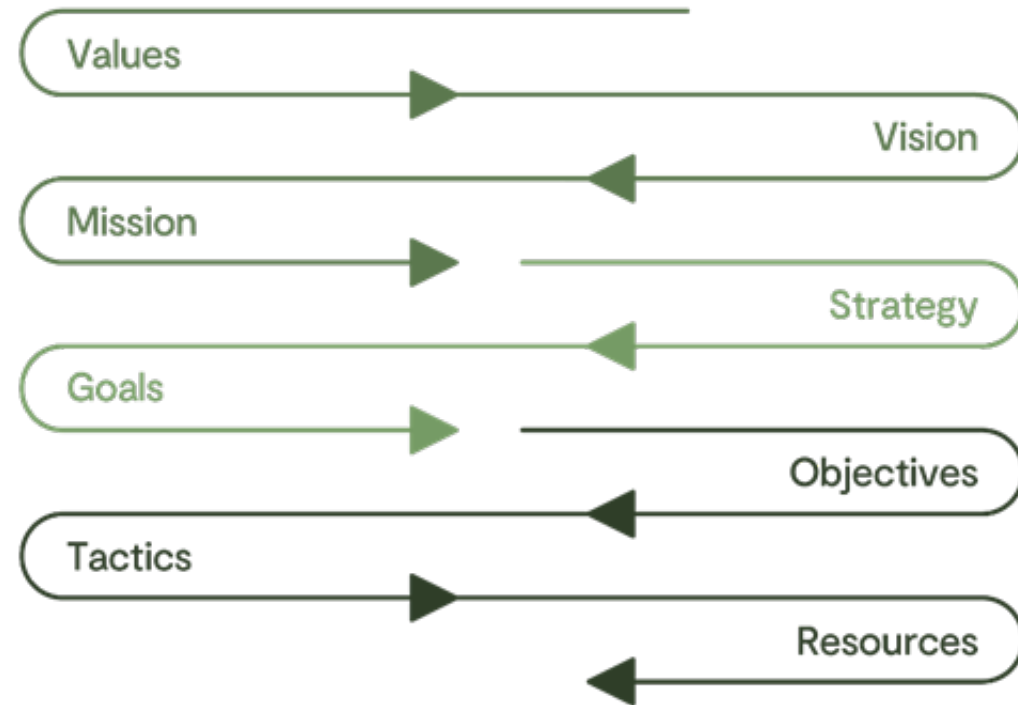 Values
Vision
Mission
Strategy
Goals
Objectives
Tactics
Resources